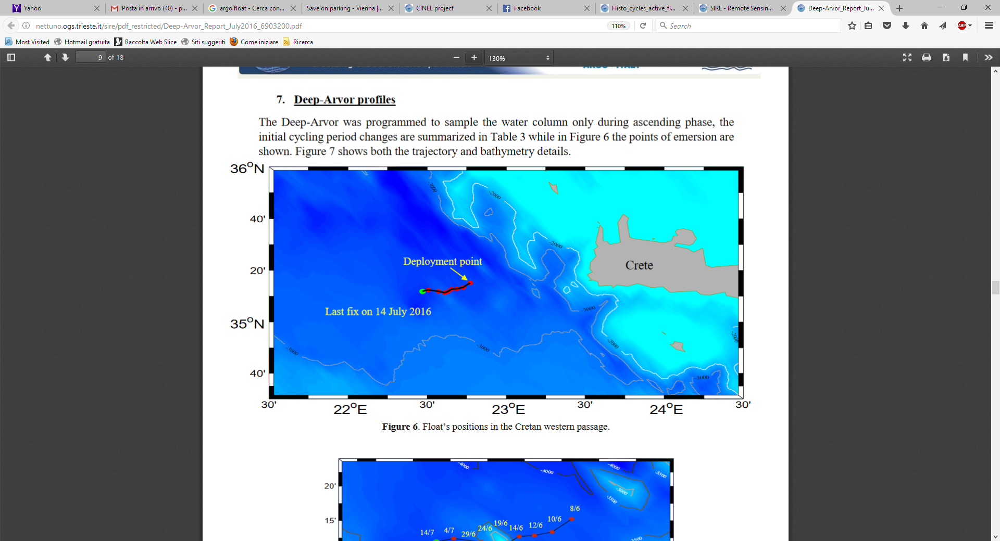 Yahoo
Posta in arrivo (40) - p...
argo float - Cerca con...
Save on parking - Vienna |...
CINEL project
Facebook
Histo_cycles_active_fl...
SIRE - Remote Sensin...
Deep-Arvor_Report_Ju...
nettuno.ogs.trieste.it/sire/pdf_restricted/Deep-Arvor_Report_July2016_6903200.pdf
110%
Search
ABP
Most Visited
Hotmail gratuita
Raccolta Web Slice
Siti suggeriti
Come iniziare
Ricerca
9 of 18
130%
7. Deep-Arvor profiles
The Deep-Arvor was programmed to sample the water column only during ascending phase, the
initial cycling period changes are summarized in Table 3 while in Figure 6 the points of emersion are
shown. Figure 7 shows both the trajectory and bathymetry details.
36°N
-3000
-2000
40'
-2000
Deployment point
Crete
20'
-3000
Last fix on 14 July 2016
35°N
-2000
-2000
-3000
-3000
40'
-3000
30'
22°E
30'
23°E
30'
24°E
30'
Figure 6. Float's positions in the Cretan western passage.
-4000
-4000
-4000
-3500
20'
-3000
-3500
8/6
15'
10/6
12/6
14/6
19/6
24/6
29/6
4/7
14/7
3500